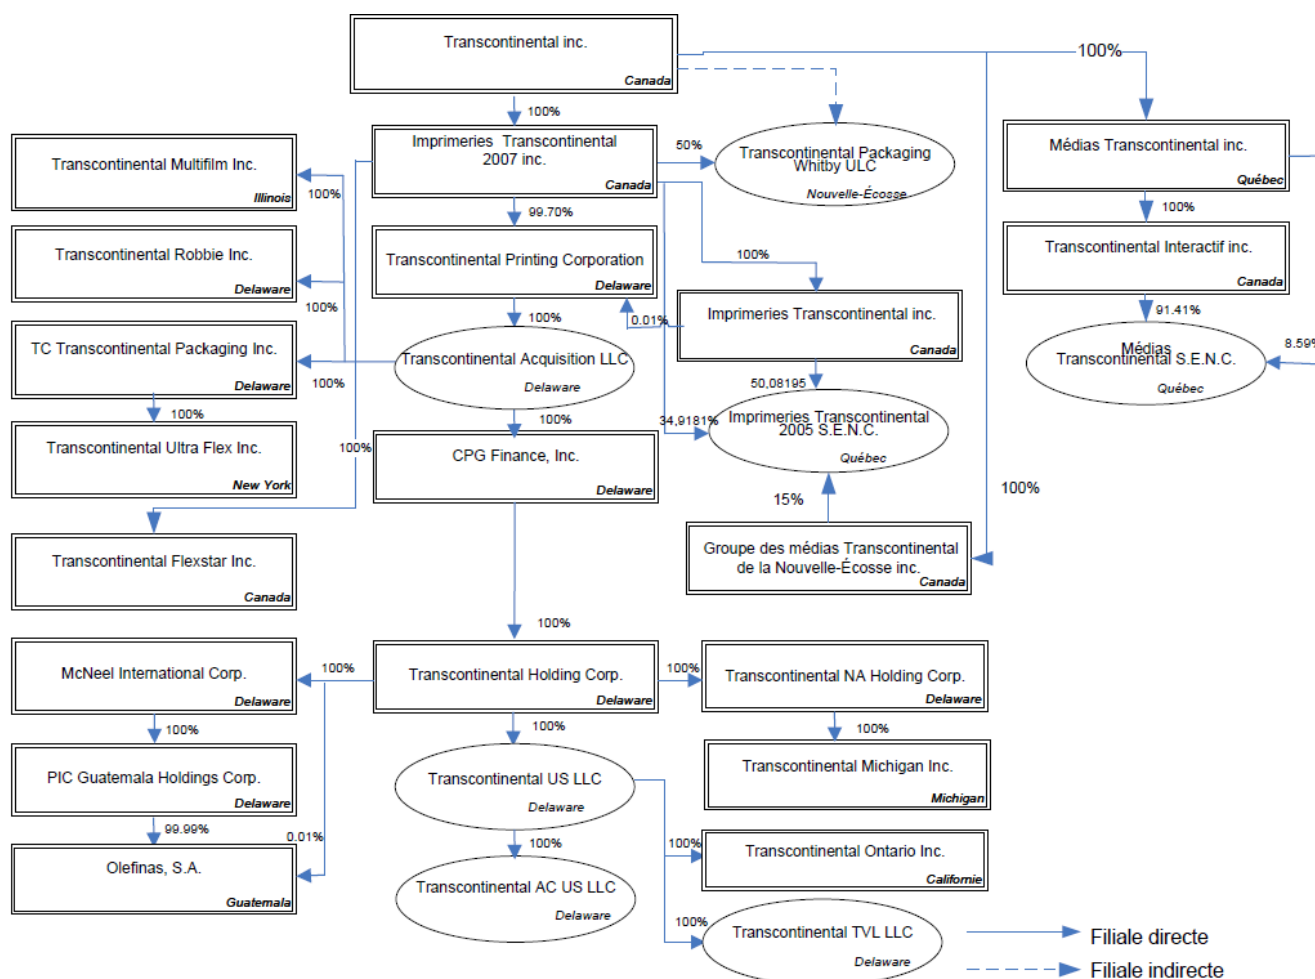 Transcontinental inc.
Canada
100%
100%
Imprimeries Transcontinental
2007 inc.
Canada
50%
Transcontinental Packaging
Whitby ULC
Nouvelle-Écosse
Médias Transcontinental inc.
Québec
Transcontinental Multifilm Inc.
Illinois
100%
99.70%
100%
Transcontinental Robbie Inc.
Delaware
100%
Transcontinental Printing Corporation
Delaware
100%
Transcontinental Interactif inc.
Canada
0.01%
Imprimeries Transcontinental inc.
Canada
100%
91.41%
TC Transcontinental Packaging Inc.
Delaware
100%
Transcontinental Acquisition LLC
Delaware
Médias
Transcontinental S.E.N.C.
Québec
8.59%
50,08195
100%
100%
34,9181%
Imprimeries Transcontinental
2005 S.E.N.C.
Québec
Transcontinental Ultra Flex Inc.
New York
100%
CPG Finance, Inc.
Delaware
15%
100%
Transcontinental Flexstar Inc.
Canada
Groupe des médias Transcontinental
de la Nouvelle-Écosse inc.
Canada
100%
McNeel International Corp.
Delaware
100%
Transcontinental Holding Corp.
Delaware
100%
Transcontinental NA Holding Corp.
Delaware
100%
100%
100%
PIC Guatemala Holdings Corp.
Delaware
Transcontinental US LLC
Delaware
Transcontinental Michigan Inc.
Michigan
99.99%
0.01%
100%
100%
Olefinas, S.A.
Guatemala
Transcontinental AC US LLC
Delaware
Transcontinental Ontario Inc.
Californie
100%
Transcontinental TVL LLC
Delaware
Filiale directe
Filiale indirecte